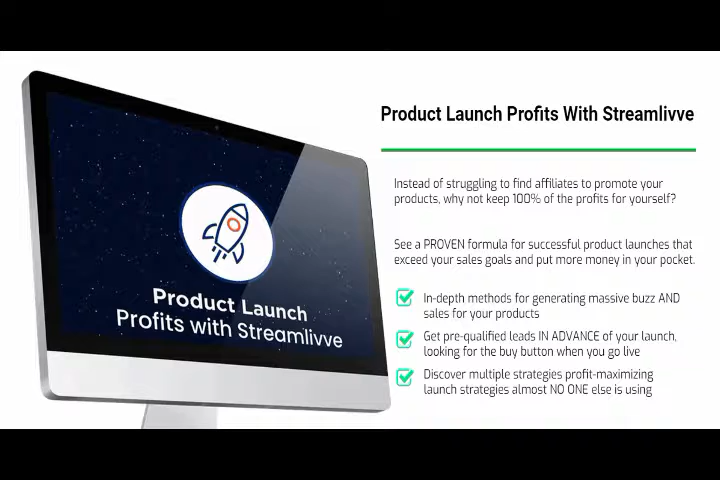 Product Launch
Profits with Streamlivve
Product Launch Profits With Streamlivve
Instead of struggling to find affiliates to promote your
products, why not keep 100% of the profits for yourself?
See a PROVEN formula for successful product launches that
exceed your sales goals and put more money in your pocket.
In-depth methods for generating massive buzz AND
sales for your products
Get pre-qualified leads IN ADVANCE of your launch,
looking for the buy button when you go live
Discover multiple strategies profit-maximizing
launch strategies almost NO ONE else is using